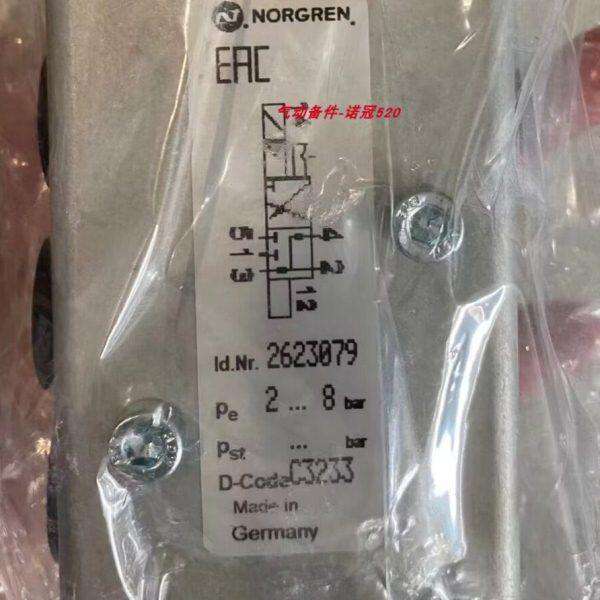 NORGREN.
EAC
气动备件-诺冠520
14
5
1
3
4
2
12
Id.Nr. 2623079
pe 2 ... 8 bar
pst ... bar
D-Code C3233
Made in
Germany